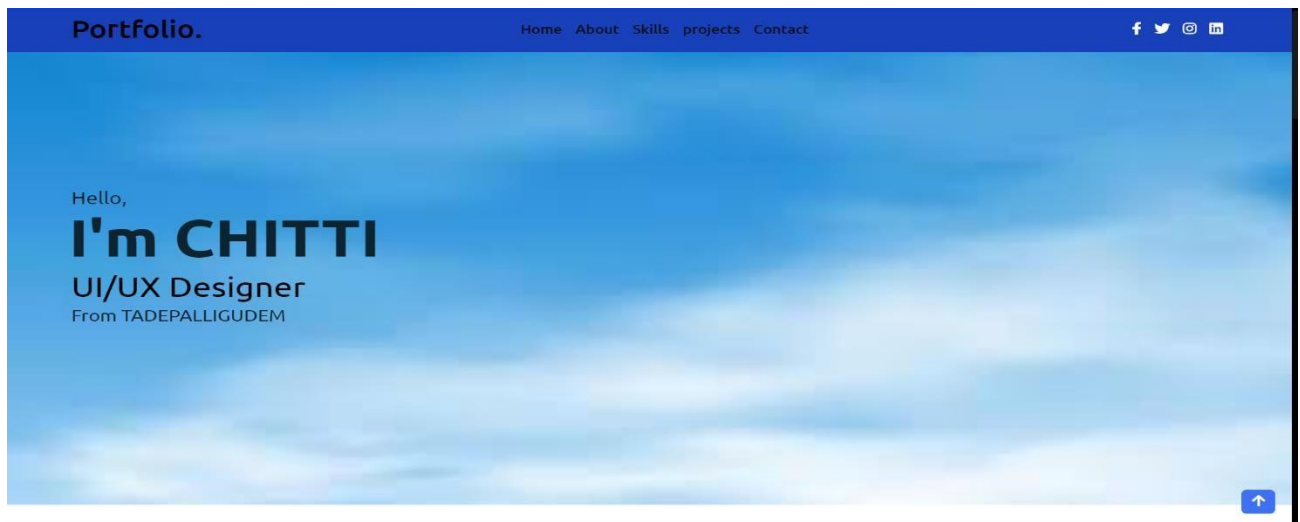 Portfolio.
Home About Skills projects Contact
Hello,
I'm CHITTI
UI/UX Designer
From TADEPALLIGUDEM